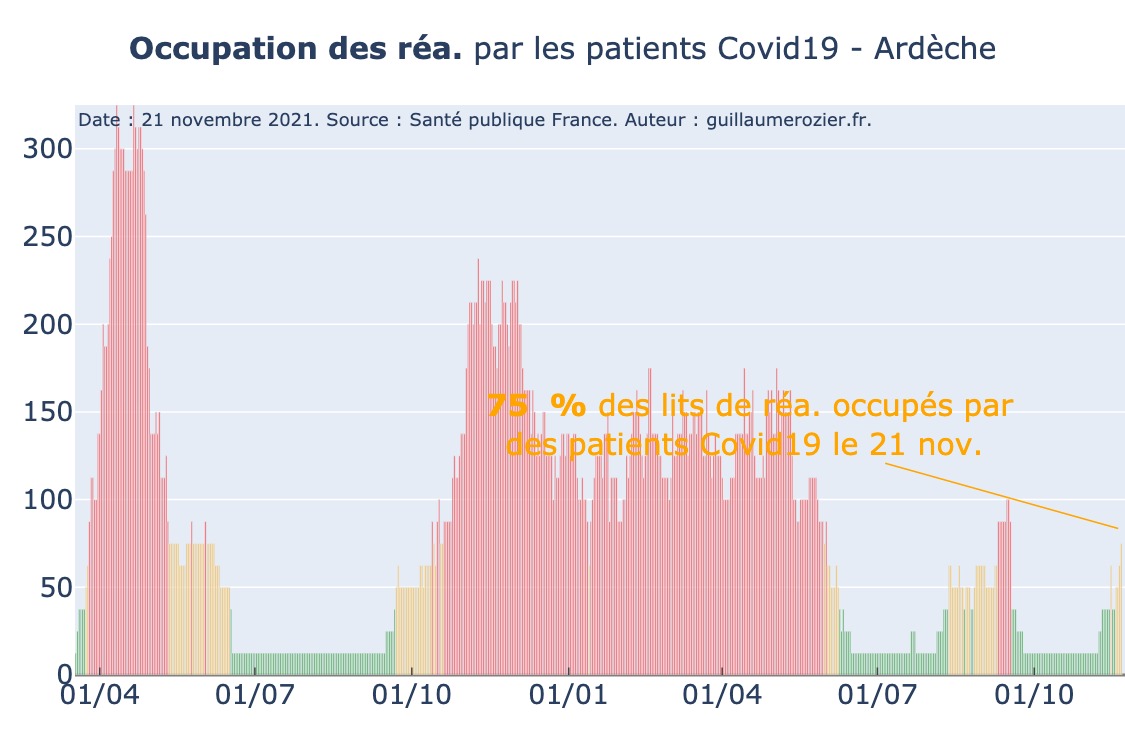 Occupation des réa. par les patients Covid19 - Ardèche
Date : 21 novembre 2021. Source : Santé publique France. Auteur : guillaumerozier.fr.
300
250
200
150
100
50
0
75 % des lits de réa. occupés par
des patients Covid19 le 21 nov.
01/04 01/07 01/10 01/01 01/04 01/07 01/10